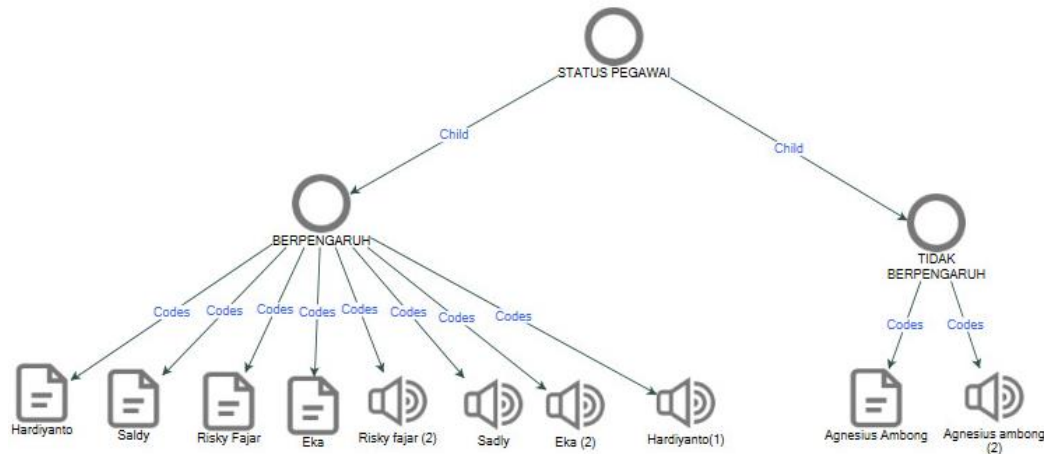 STATUS PEGAWAI
Child
Child
BERPENGARUH
TIDAK
BERPENGARUH
Codes
Codes
Codes
Codes
Codes
Codes
Codes
Codes
Codes
Codes
Hardiyanto
Saldy
Risky Fajar
Eka
Risky fajar (2)
Sadly
Eka (2)
Hardiyanto(1)
Agnesius Ambong
Agnesius ambong
(2)